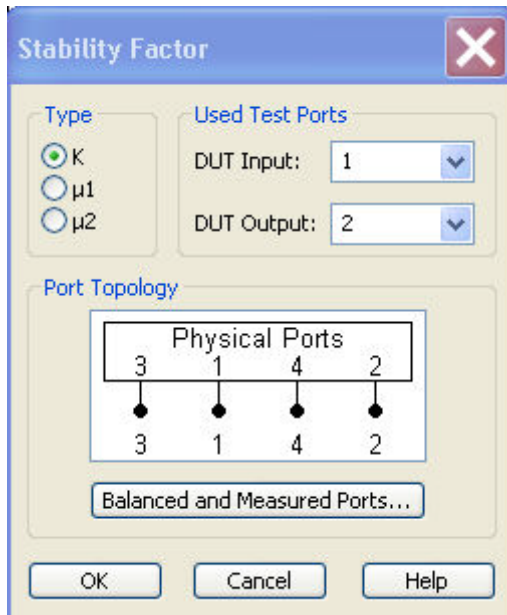 Stability Factor
Type
K
µ1
µ2
Used Test Ports
DUT Input: 1
DUT Output: 2
Port Topology
Physical Ports
3 1 4 2
3 1 4 2
Balanced and Measured Ports...
OK Cancel Help